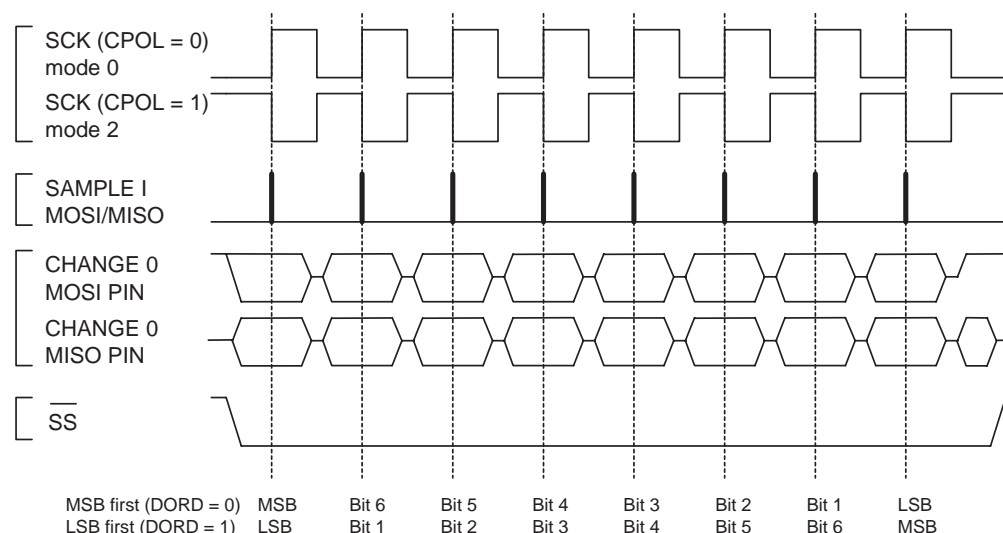 SCK (CPOL = 0)
mode 0
SCK (CPOL = 1)
mode 2
SAMPLE I
MOSI/MISO
CHANGE 0
MOSI PIN
CHANGE 0
MISO PIN
SS
MSB first (DORD = 0) MSB Bit 6 Bit 5 Bit 4 Bit 3 Bit 2 Bit 1 LSB
LSB first (DORD = 1) LSB Bit 1 Bit 2 Bit 3 Bit 4 Bit 5 Bit 6 MSB